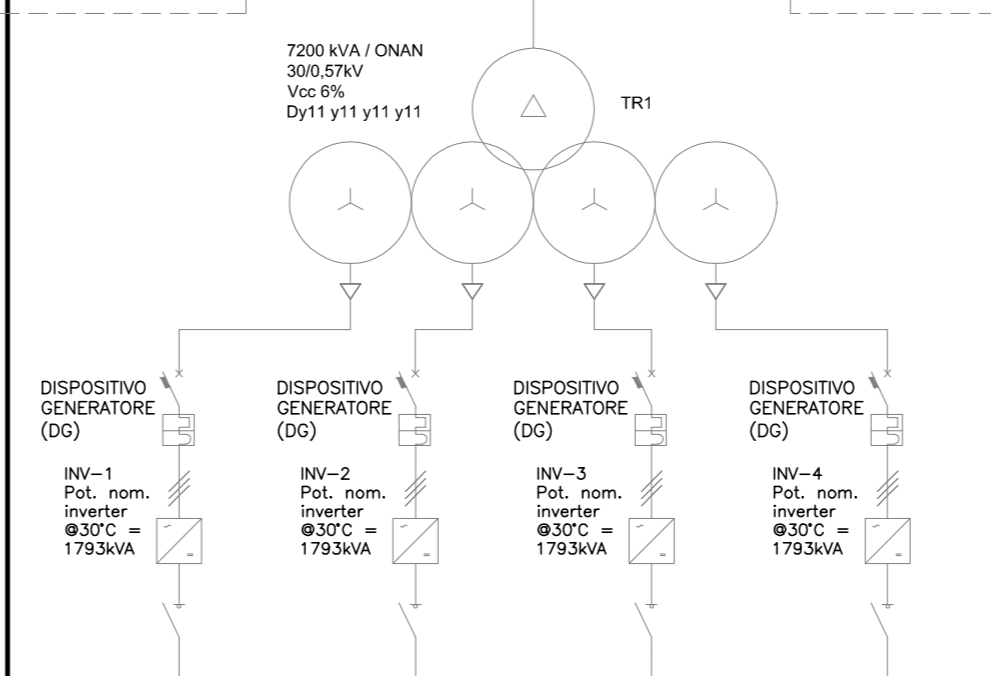 7200 kVA / ONAN
30/0,57kV
Vcc 6%
Dy11 y11 y11 y11
TR1
DISPOSITIVO
GENERATORE
(DG)
DISPOSITIVO
GENERATORE
(DG)
DISPOSITIVO
GENERATORE
(DG)
DISPOSITIVO
GENERATORE
(DG)
INV-1
Pot. nom.
inverter
@30°C =
1793kVA
INV-2
Pot. nom.
inverter
@30°C =
1793kVA
INV-3
Pot. nom.
inverter
@30°C =
1793kVA
INV-4
Pot. nom.
inverter
@30°C =
1793kVA